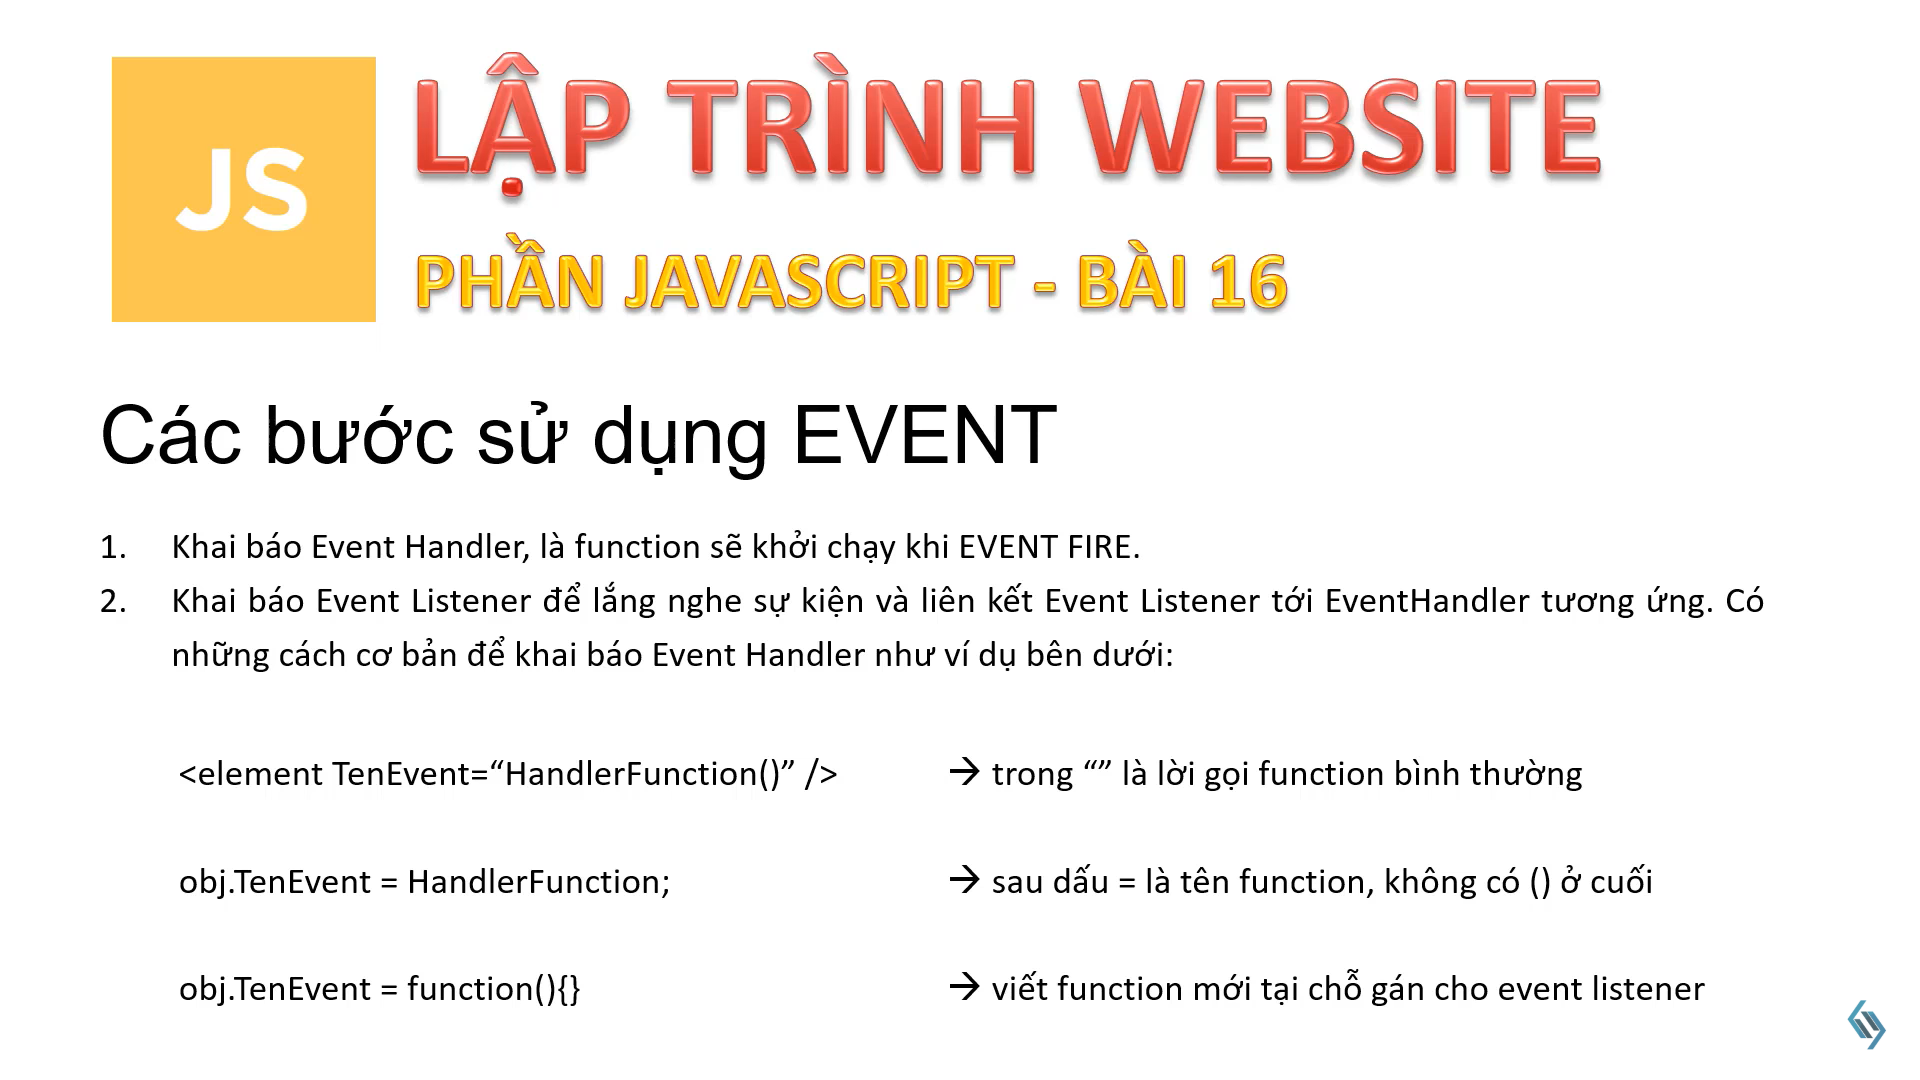 JS
LẬP TRÌNH WEBSITE
PHẦN JAVASCRIPT - BÀI 16
Các bước sử dụng EVENT
1. Khai báo Event Handler, là function sẽ khởi chạy khi EVENT FIRE.
2. Khai báo Event Listener để lắng nghe sự kiện và liên kết Event Listener tới EventHandler tương ứng. Có
những cách cơ bản để khai báo Event Handler như ví dụ bên dưới:
<element TenEvent=“HandlerFunction()” /> → trong “” là lời gọi function bình thường
obj.TenEvent = HandlerFunction; → sau dấu = là tên function, không có () ở cuối
obj.TenEvent = function(){} → viết function mới tại chỗ gán cho event listener